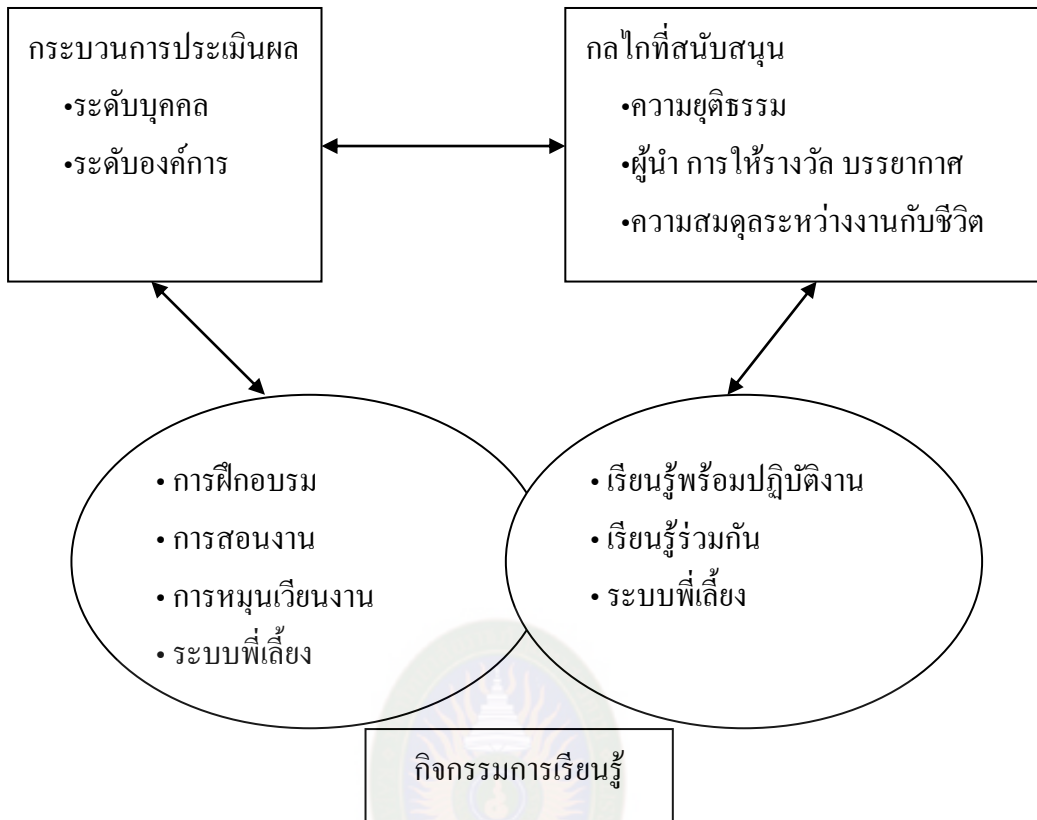 กระบวนการประเมินผล
•ระดับบุคคล
•ระดับองค์การ
กลไกที่สนับสนุน
•ความยุติธรรม
•ผู้นำ การให้รางวัล บรรยากาศ
•ความสมดุลระหว่างงานกับชีวิต
• การฝึกอบรม
• การสอนงาน
• การหมุนเวียนงาน
• ระบบพี่เลี้ยง
• เรียนรู้พร้อมปฏิบัติงาน
• เรียนรู้ร่วมกัน
• ระบบพี่เลี้ยง
กิจกรรมการเรียนรู้